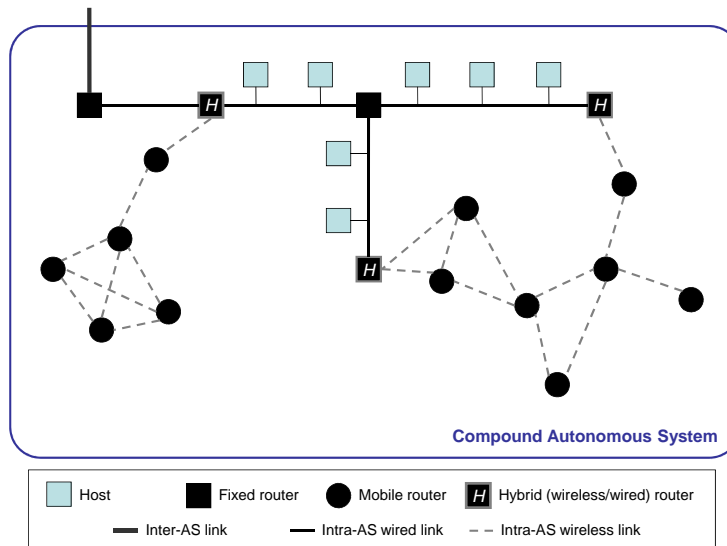 H
H
H
Compound Autonomous System
Host
Fixed router
Mobile router
H
Hybrid (wireless/wired) router
Inter-AS link
Intra-AS wired link
Intra-AS wireless link